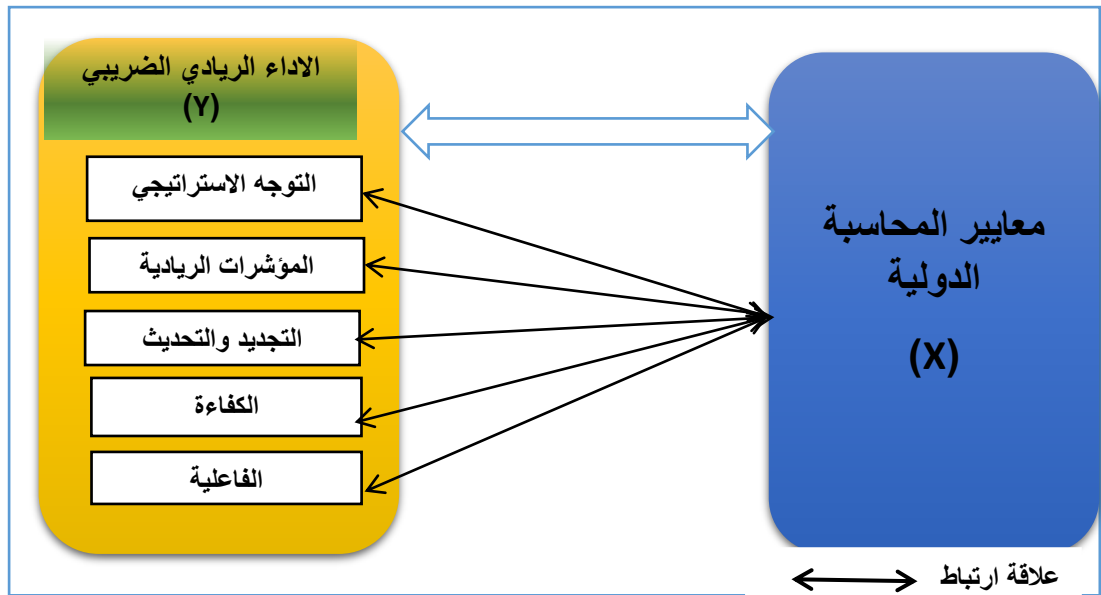 معايير المحاسبة
الدولية
(X)
الاداء الريادي الضريبي
(Y)
التوجه الاستراتيجي
المؤشرات الريادية
التجديد والتحديث
الكفاءة
الفاعلية
علاقة ارتباط